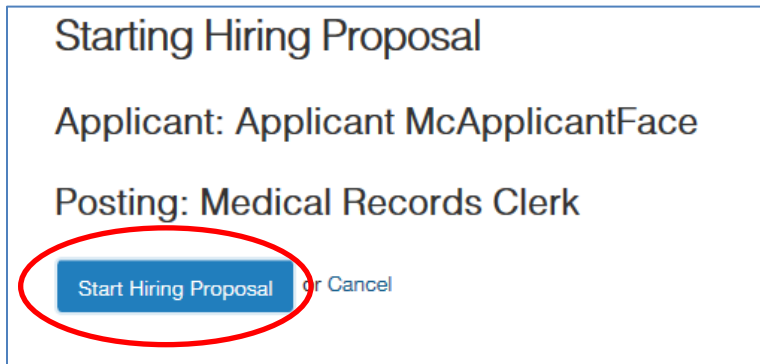 Starting Hiring Proposal
Applicant: Applicant McApplicantFace
Posting: Medical Records Clerk
Start Hiring Proposal or Cancel